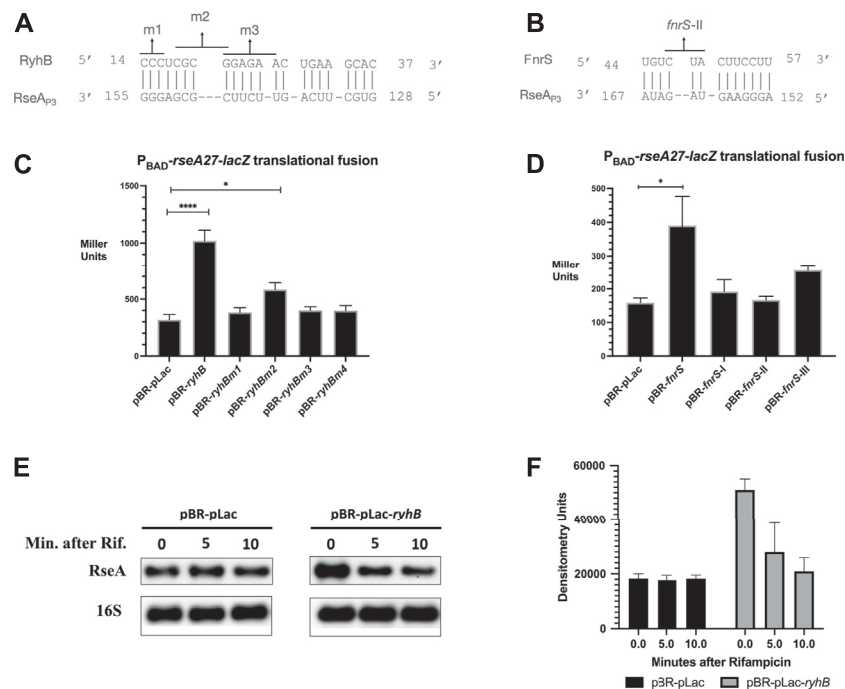 A
m1
m2
m3
RyhB 5′ 14 CCCUCGC GGAGA AC UGAA GCAC 37 3′
RseAP3 3′ 155 GGGAGCG---CUUCU-UG-ACUU-CGUG 128 5′
B
fnrS-II
FnrS 5′ 44 UGUC UA CUUCCUU 57 3′
RseAP3 3′ 167 AUAG--AU-GAAGGGA 152 5′
C
PBAD-rseA27-lacZ translational fusion
1500
1000
500
0
Miller
Units
*
****
pBR-pLac
pBR-ryhB
pBR-ryhBm1
pBR-ryhBm2
pBR-ryhBm3
pBR-ryhBm4
D
PBAD-rseA27-lacZ translational fusion
500
400
300
200
100
0
Miller
Units
*
pBR-pLac
pBR-fnrS
pBR-fnrS-I
pBR-fnrS-II
pBR-fnrS-III
E
pBR-pLac pBR-pLac-ryhB
Min. after Rif. 0 5 10 0 5 10
RseA
16S
F
60000
40000
20000
0
Densitometry Units
0.0 5.0 10.0 0.0 5.0 10.0
Minutes after Rifampicin
pBR-pLac pBR-pLac-ryhB